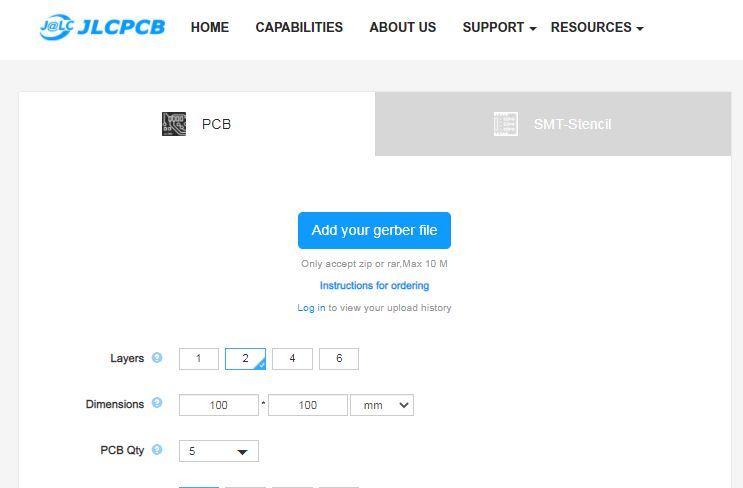 J@LC JLCPCB HOME CAPABILITIES ABOUT US SUPPORT RESOURCES
PCB SMT-Stencil
Add your gerber file
Only accept zip or rar,Max 10 M
Instructions for ordering
Log in to view your upload history
Layers ? 1 2 4 6
Dimensions ? 100 * 100 mm
PCB Qty ? 5